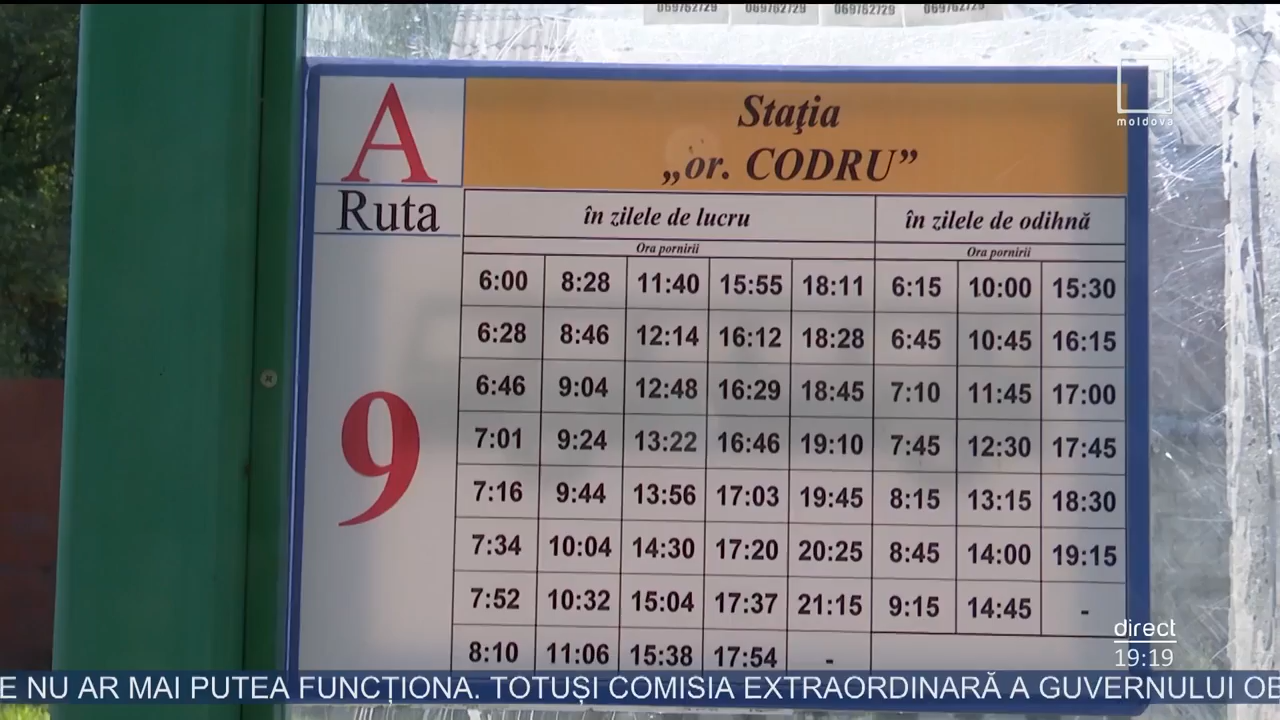 069762729 069762729 069762729 069762729
A
Ruta
9
Staţia
„or. CODRU”
în zilele de lucru în zilele de odihnă
Ora pornirii Ora pornirii
6:00 8:28 11:40 15:55 18:11 6:15 10:00 15:30
6:28 8:46 12:14 16:12 18:28 6:45 10:45 16:15
6:46 9:04 12:48 16:29 18:45 7:10 11:45 17:00
7:01 9:24 13:22 16:46 19:10 7:45 12:30 17:45
7:16 9:44 13:56 17:03 19:45 8:15 13:15 18:30
7:34 10:04 14:30 17:20 20:25 8:45 14:00 19:15
7:52 10:32 15:04 17:37 21:15 9:15 14:45 -
8:10 11:06 15:38 17:54 -
moldova
direct
19:19
E NU AR MAI PUTEA FUNCȚIONA. TOTUȘI COMISIA EXTRAORDINARĂ A GUVERNULUI OB